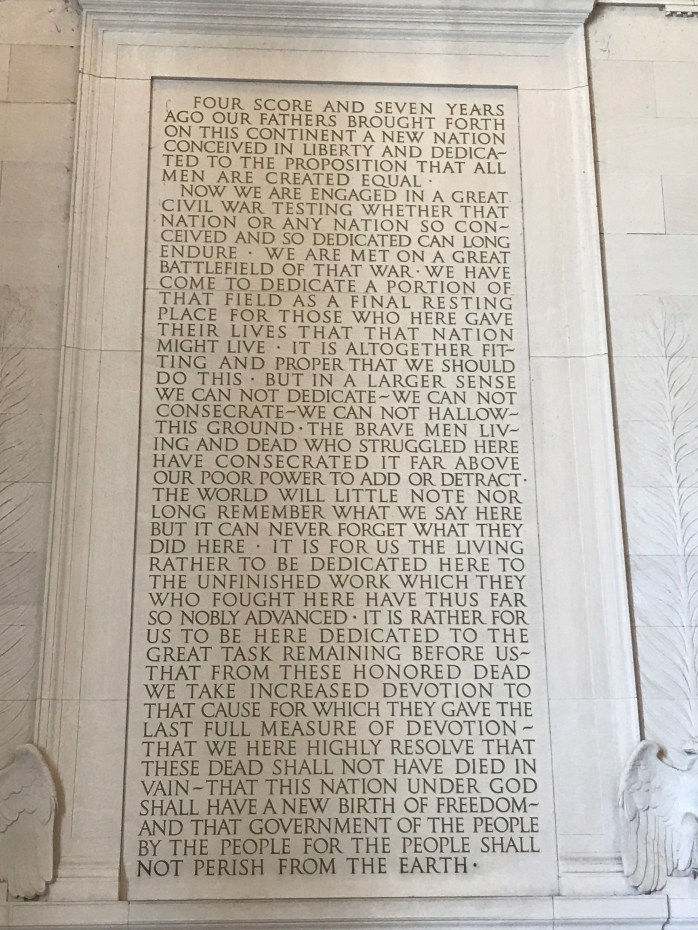 FOUR SCORE AND SEVEN YEARS
AGO OUR FATHERS BROUGHT FORTH
ON THIS CONTINENT A NEW NATION
CONCEIVED IN LIBERTY AND DEDICA~
TED TO THE PROPOSITION THAT ALL
MEN ARE CREATED EQUAL ·
NOW WE ARE ENGAGED IN A GREAT
CIVIL WAR TESTING WHETHER THAT
NATION OR ANY NATION SO CON~
CEIVED AND SO DEDICATED CAN LONG
ENDURE · WE ARE MET ON A GREAT
BATTLEFIELD OF THAT WAR · WE HAVE
COME TO DEDICATE A PORTION OF
THAT FIELD AS A FINAL RESTING
PLACE FOR THOSE WHO HERE GAVE
THEIR LIVES THAT THAT NATION
MIGHT LIVE · IT IS ALTOGETHER FIT~
TING AND PROPER THAT WE SHOULD
DO THIS · BUT IN A LARGER SENSE
WE CAN NOT DEDICATE~WE CAN NOT
CONSECRATE~WE CAN NOT HALLOW~
THIS GROUND · THE BRAVE MEN LIV~
ING AND DEAD WHO STRUGGLED HERE
HAVE CONSECRATED IT FAR ABOVE
OUR POOR POWER TO ADD OR DETRACT ·
THE WORLD WILL LITTLE NOTE NOR
LONG REMEMBER WHAT WE SAY HERE
BUT IT CAN NEVER FORGET WHAT THEY
DID HERE · IT IS FOR US THE LIVING
RATHER TO BE DEDICATED HERE TO
THE UNFINISHED WORK WHICH THEY
WHO FOUGHT HERE HAVE THUS FAR
SO NOBLY ADVANCED · IT IS RATHER FOR
US TO BE HERE DEDICATED TO THE
GREAT TASK REMAINING BEFORE US~
THAT FROM THESE HONORED DEAD
WE TAKE INCREASED DEVOTION TO
THAT CAUSE FOR WHICH THEY GAVE THE
LAST FULL MEASURE OF DEVOTION~
THAT WE HERE HIGHLY RESOLVE THAT
THESE DEAD SHALL NOT HAVE DIED IN
VAIN~THAT THIS NATION UNDER GOD
SHALL HAVE A NEW BIRTH OF FREEDOM~
AND THAT GOVERNMENT OF THE PEOPLE
BY THE PEOPLE FOR THE PEOPLE SHALL
NOT PERISH FROM THE EARTH ·